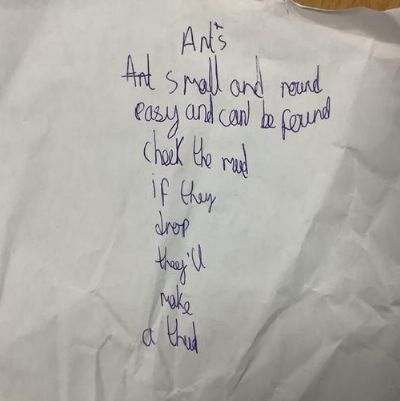 Ant's
Ant small and round
easy and can't be found
check the mud
if they
drop
they'll
make
a thud